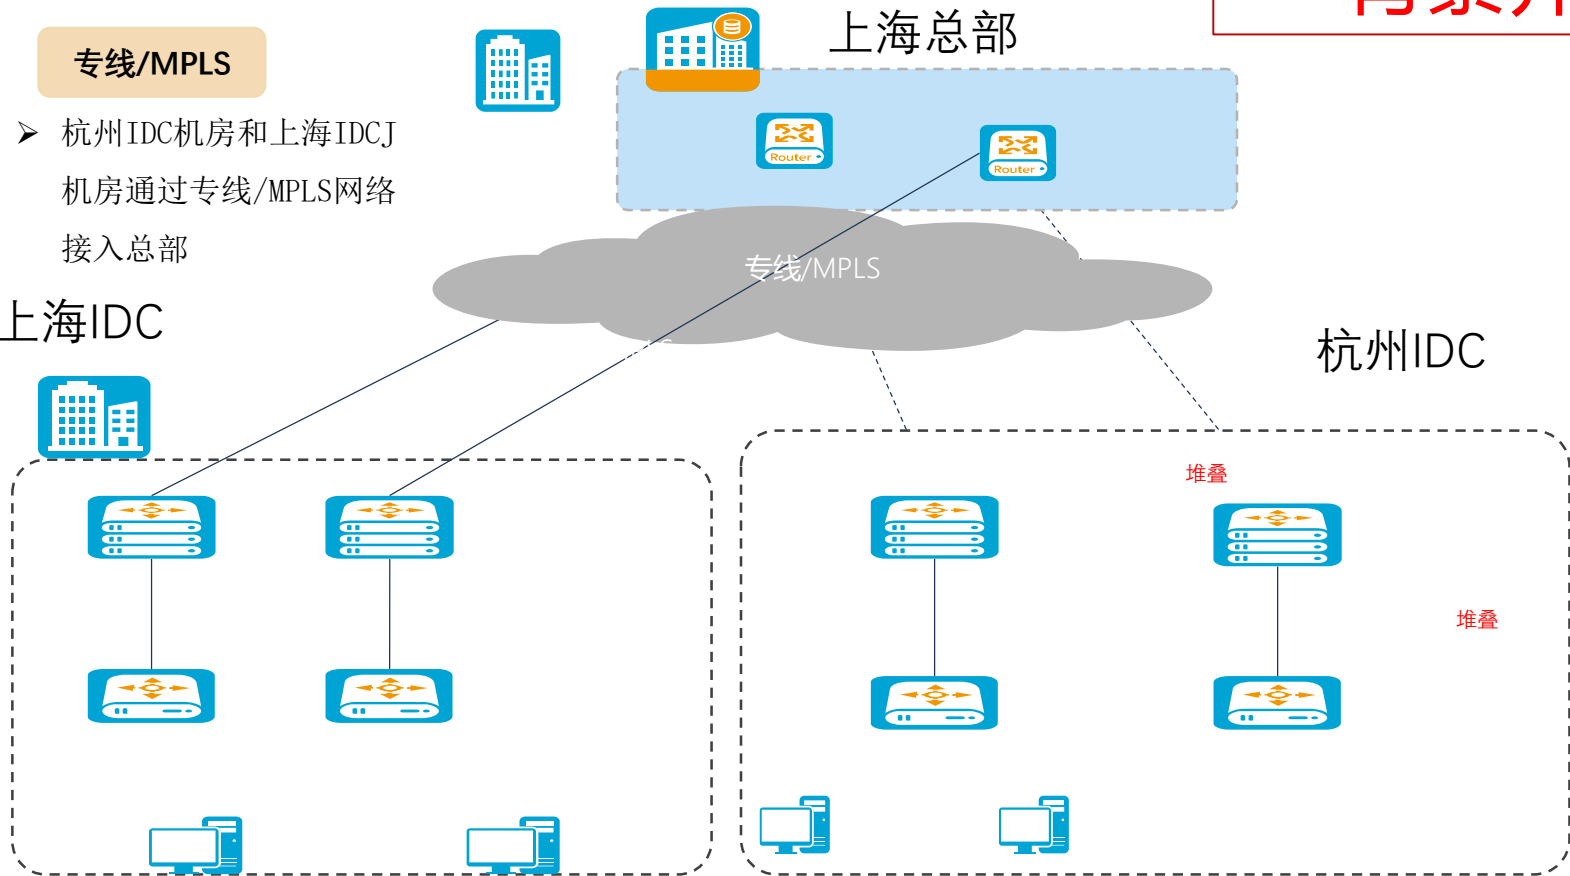 上海总部
专线/MPLS
杭州IDC机房和上海IDCJ
机房通过专线/MPLS网络
接入总部
Router
Router
专线/MPLS
上海IDC
杭州IDC
堆叠
堆叠